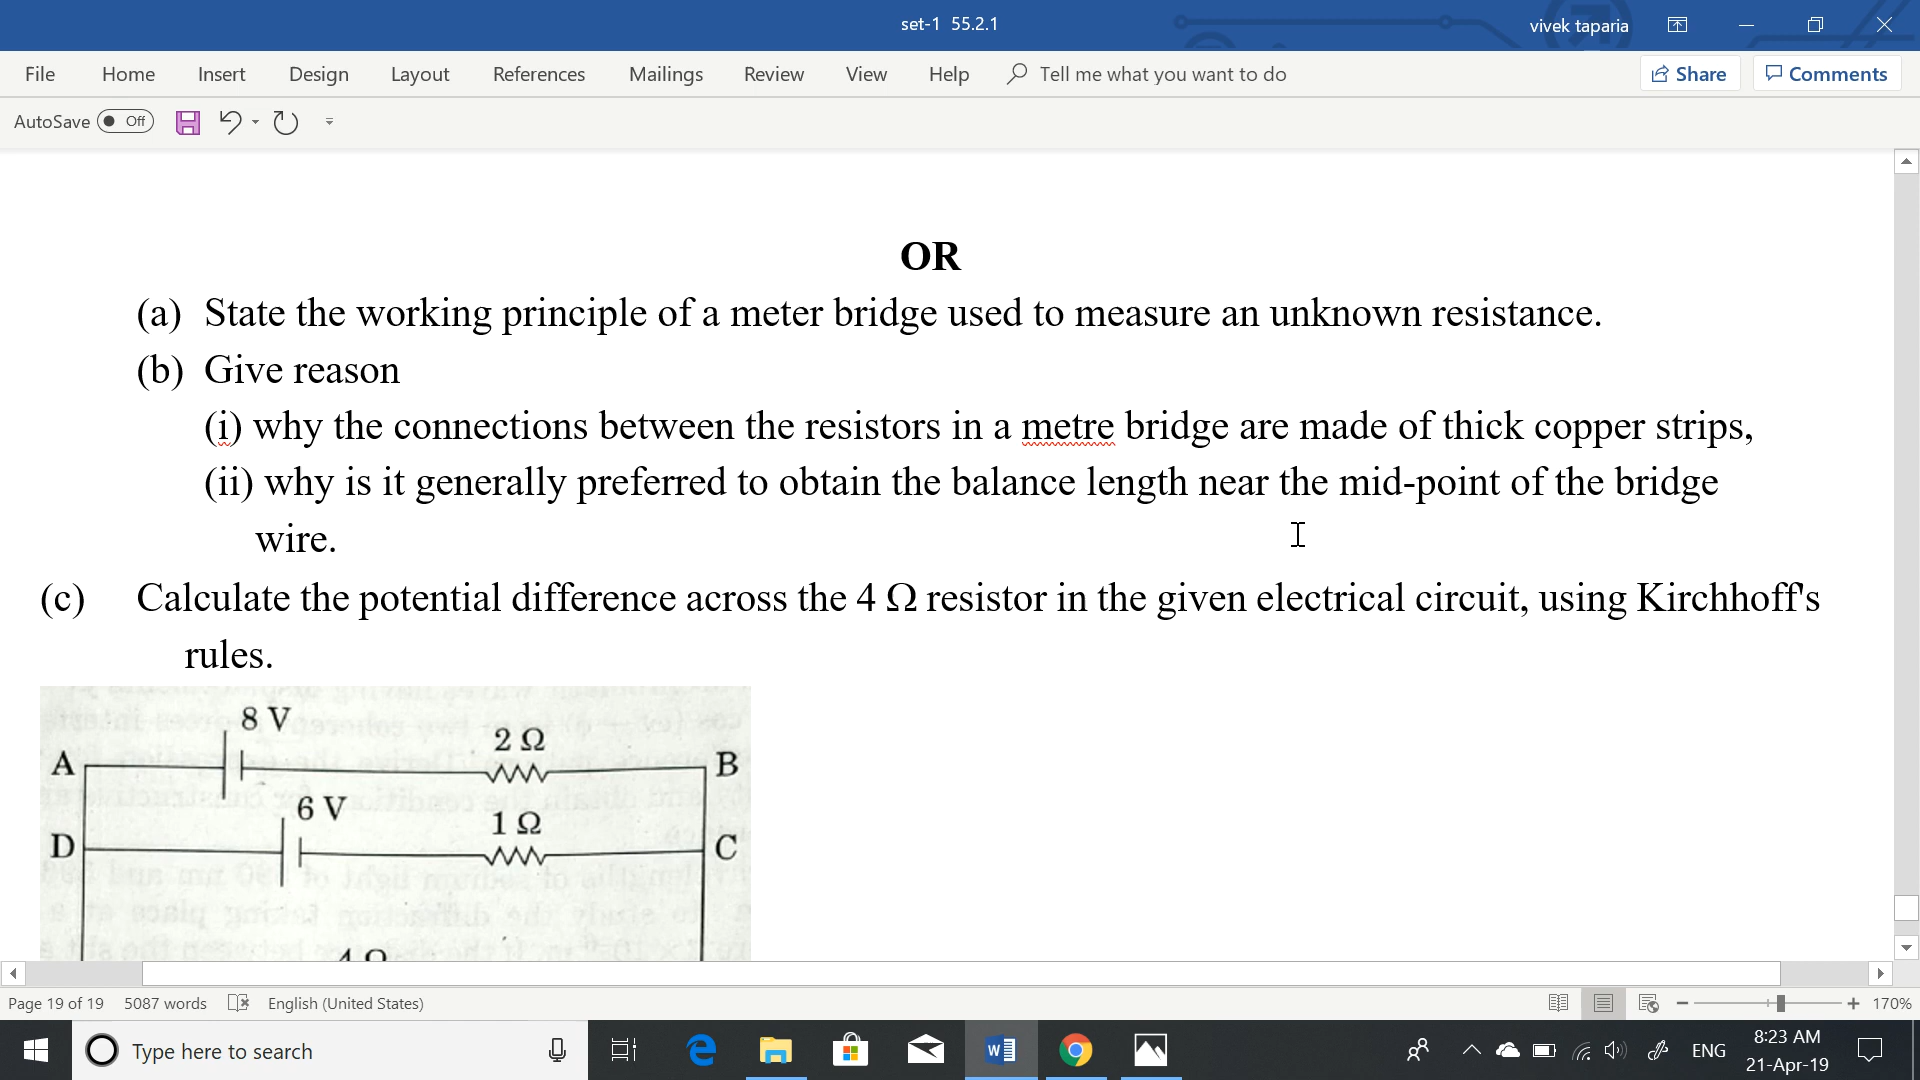 set-1 55.2.1
vivek taparia
File Home Insert Design Layout References Mailings Review View Help Tell me what you want to do Share Comments
AutoSave Off
OR
(a) State the working principle of a meter bridge used to measure an unknown resistance.
(b) Give reason
(i) why the connections between the resistors in a metre bridge are made of thick copper strips,
(ii) why is it generally preferred to obtain the balance length near the mid-point of the bridge
wire.
(c) Calculate the potential difference across the 4 Ω resistor in the given electrical circuit, using Kirchhoff's
rules.
8 V
2 Ω
A B
6 V
1 Ω
D C
Page 19 of 19 5087 words English (United States) 170%
Type here to search
ENG
8:23 AM
21-Apr-19